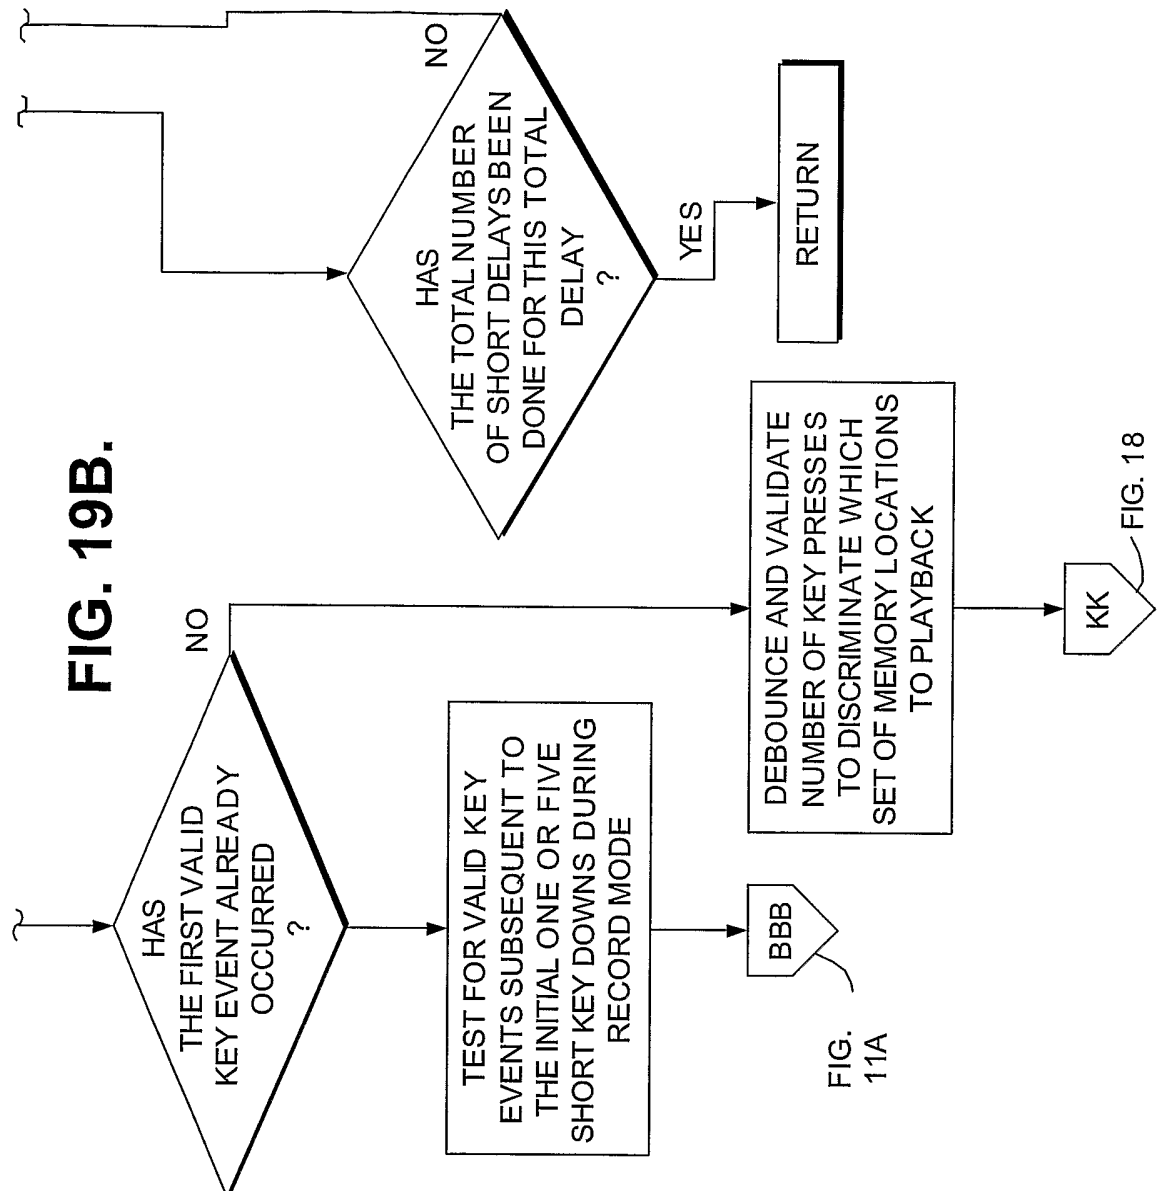 FIG. 19B.
HAS
THE FIRST VALID
KEY EVENT ALREADY
OCCURRED
?
NO
TEST FOR VALID KEY
EVENTS SUBSEQUENT TO
THE INITIAL ONE OR FIVE
SHORT KEY DOWNS DURING
RECORD MODE
BBB
FIG.
11A
DEBOUNCE AND VALIDATE
NUMBER OF KEY PRESSES
TO DISCRIMINATE WHICH
SET OF MEMORY LOCATIONS
TO PLAYBACK
KK
FIG. 18
HAS
THE TOTAL NUMBER
OF SHORT DELAYS BEEN
DONE FOR THIS TOTAL
DELAY
?
NO
YES
RETURN